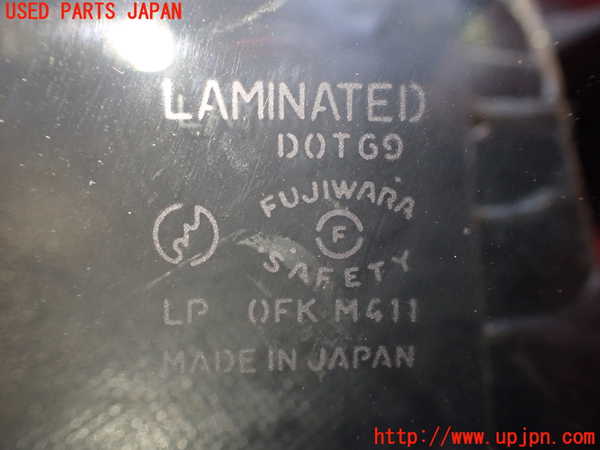 USED PARTS JAPAN
LAMINATED
DOT69
FUJIWARA
F
SAFETY
LP OFK M411
MADE IN JAPAN
http://www.upjpn.com/